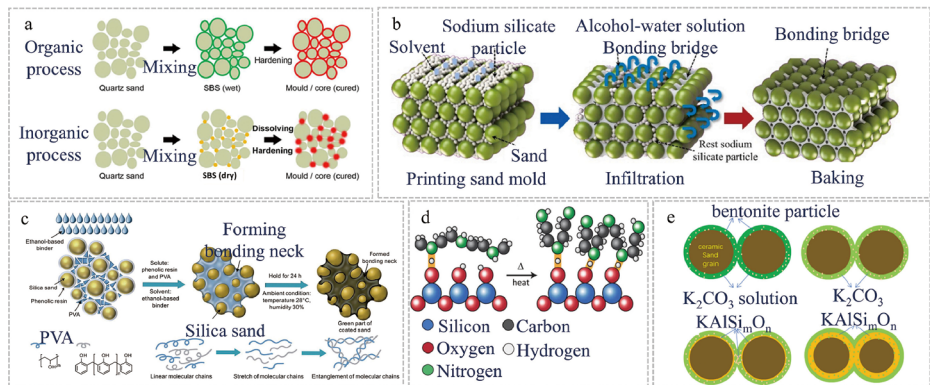 a
Organic
process
Quartz sand
Mixing
SBS (wet)
Hardening
Mould / core (cured)
Inorganic
process
Quartz sand
Mixing
SBS (dry)
Dissolving
Hardening
Mould / core (cured)
b
Solvent
Sodium silicate
particle
Sand
Printing sand mold
Alcohol-water solution
Bonding bridge
Rest sodium
silicate particle
Infiltration
Bonding bridge
Baking
c
Ethanol-based
binder
Silica sand
Phenolic resin
PVA
Solute:
phenolic resin
and PVA
Solvent:
ethanol-based
binder
Forming
bonding neck
Silica sand
Hold for 24 h
Ambient condition:
temperature 28°C,
humidity 30%
Formed
bonding neck
Green part of
coated sand
PVA
OH
n
OH
OH
OH
n
Linear molecular chains
Stretch of molecular chains
Entanglement of molecular chains
d
Δ
heat
Silicon
Carbon
Oxygen
Hydrogen
Nitrogen
e
bentonite particle
ceramic
Sand
grain
K2CO3 solution
K2CO3
KAlSimOn
KAlSimOn